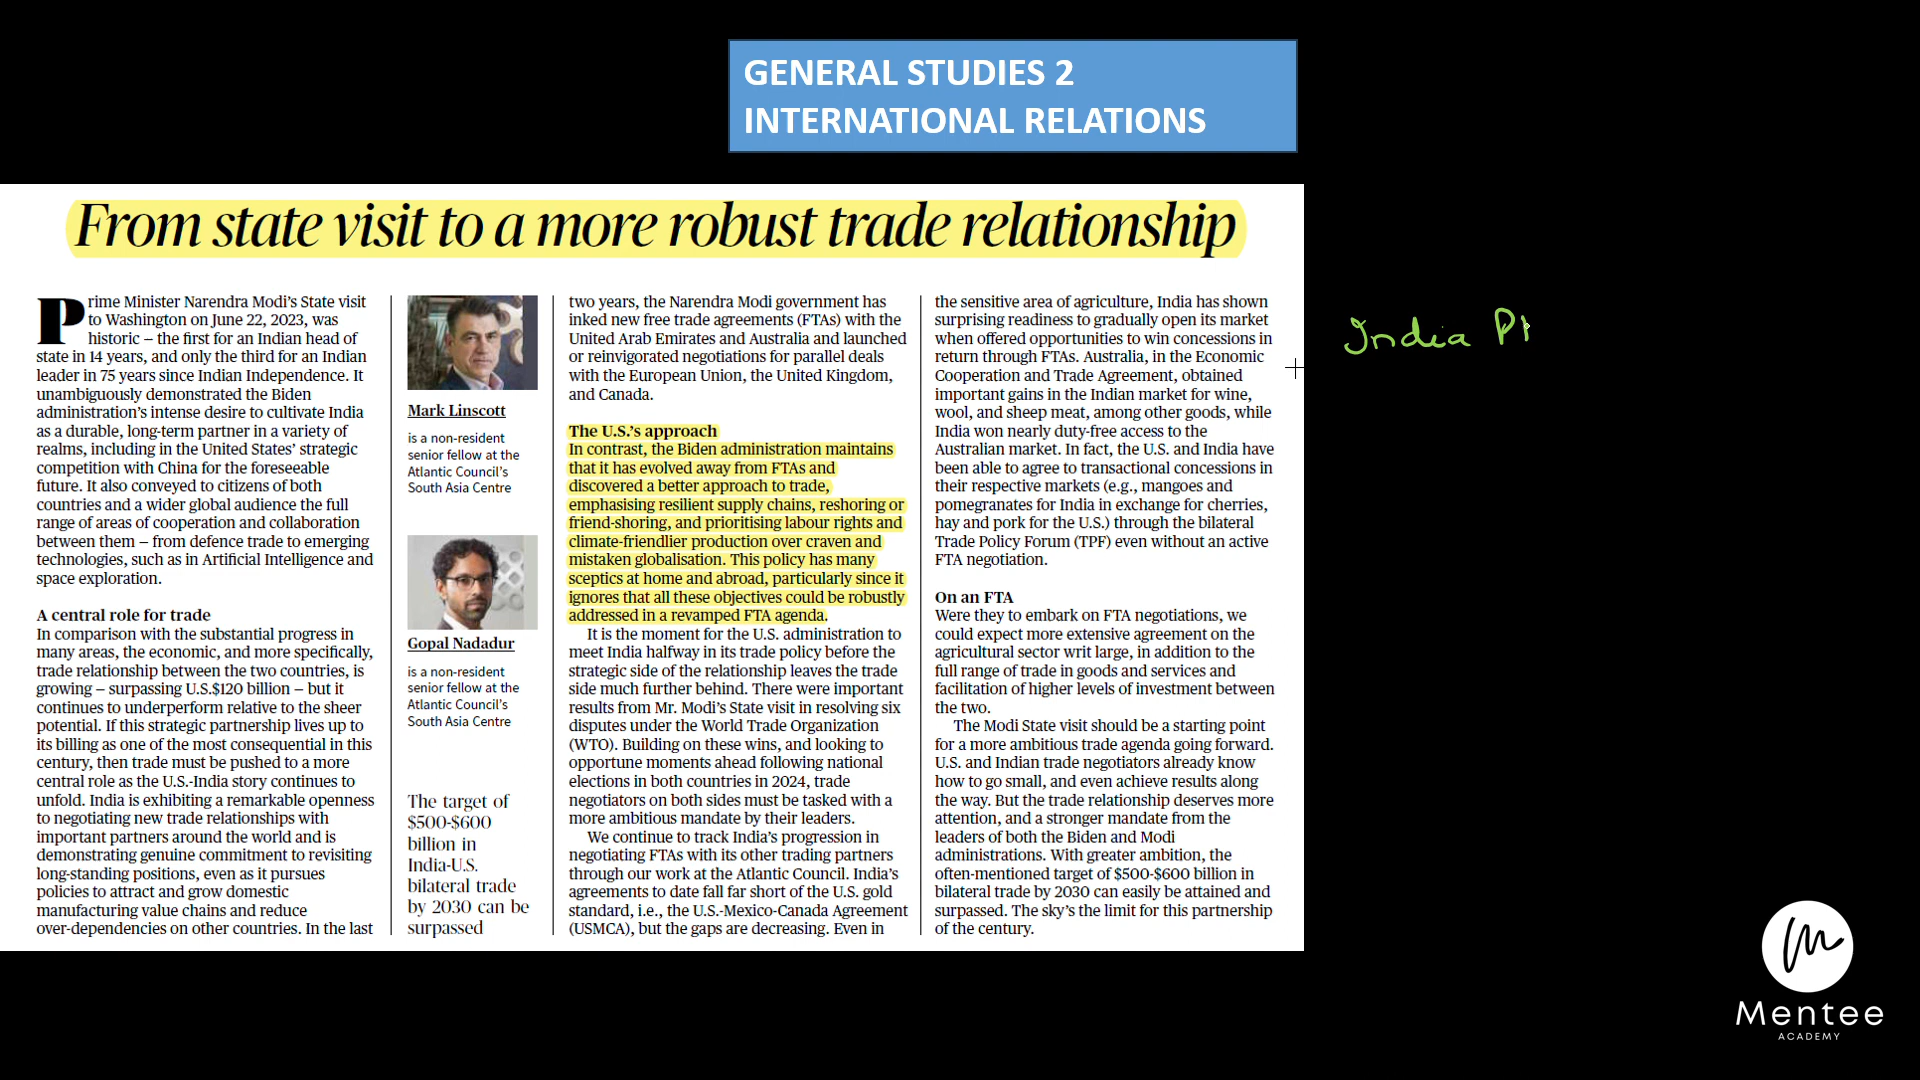 GENERAL STUDIES 2
INTERNATIONAL RELATIONS
From state visit to a more robust trade relationship
Prime Minister Narendra Modi's State visit
to Washington on June 22, 2023, was
historic – the first for an Indian head of
state in 14 years, and only the third for an Indian
leader in 75 years since Indian Independence. It
unambiguously demonstrated the Biden
administration's intense desire to cultivate India
as a durable, long-term partner in a variety of
realms, including in the United States' strategic
competition with China for the foreseeable
future. It also conveyed to citizens of both
countries and a wider global audience the full
range of areas of cooperation and collaboration
between them – from defence trade to emerging
technologies, such as in Artificial Intelligence and
space exploration.
A central role for trade
In comparison with the substantial progress in
many areas, the economic, and more specifically,
trade relationship between the two countries, is
growing – surpassing U.S.$120 billion – but it
continues to underperform relative to the sheer
potential. If this strategic partnership lives up to
its billing as one of the most consequential in this
century, then trade must be pushed to a more
central role as the U.S.-India story continues to
unfold. India is exhibiting a remarkable openness
to negotiating new trade relationships with
important partners around the world and is
demonstrating genuine commitment to revisiting
long-standing positions, even as it pursues
policies to attract and grow domestic
manufacturing value chains and reduce
over-dependencies on other countries. In the last
Mark Linscott
is a non-resident
senior fellow at the
Atlantic Council's
South Asia Centre
Gopal Nadadur
is a non-resident
senior fellow at the
Atlantic Council's
South Asia Centre
The target of
$500-$600
billion in
India-U.S.
bilateral trade
by 2030 can be
surpassed
two years, the Narendra Modi government has
inked new free trade agreements (FTAs) with the
United Arab Emirates and Australia and launched
or reinvigorated negotiations for parallel deals
with the European Union, the United Kingdom,
and Canada.
The U.S.'s approach
In contrast, the Biden administration maintains
that it has evolved away from FTAs and
discovered a better approach to trade,
emphasising resilient supply chains, reshoring or
friend-shoring, and prioritising labour rights and
climate-friendlier production over craven and
mistaken globalisation. This policy has many
sceptics at home and abroad, particularly since it
ignores that all these objectives could be robustly
addressed in a revamped FTA agenda.
It is the moment for the U.S. administration to
meet India halfway in its trade policy before the
strategic side of the relationship leaves the trade
side much further behind. There were important
results from Mr. Modi's State visit in resolving six
disputes under the World Trade Organization
(WTO). Building on these wins, and looking to
opportune moments ahead following national
elections in both countries in 2024, trade
negotiators on both sides must be tasked with a
more ambitious mandate by their leaders.
We continue to track India's progression in
negotiating FTAs with its other trading partners
through our work at the Atlantic Council. India's
agreements to date fall far short of the U.S. gold
standard, i.e., the U.S.-Mexico-Canada Agreement
(USMCA), but the gaps are decreasing. Even in
the sensitive area of agriculture, India has shown
surprising readiness to gradually open its market
when offered opportunities to win concessions in
return through FTAs. Australia, in the Economic
Cooperation and Trade Agreement, obtained
important gains in the Indian market for wine,
wool, and sheep meat, among other goods, while
India won nearly duty-free access to the
Australian market. In fact, the U.S. and India have
been able to agree to transactional concessions in
their respective markets (e.g., mangoes and
pomegranates for India in exchange for cherries,
hay and pork for the U.S.) through the bilateral
Trade Policy Forum (TPF) even without an active
FTA negotiation.
On an FTA
Were they to embark on FTA negotiations, we
could expect more extensive agreement on the
agricultural sector writ large, in addition to the
full range of trade in goods and services and
facilitation of higher levels of investment between
the two.
The Modi State visit should be a starting point
for a more ambitious trade agenda going forward.
U.S. and Indian trade negotiators already know
how to go small, and even achieve results along
the way. But the trade relationship deserves more
attention, and a stronger mandate from the
leaders of both the Biden and Modi
administrations. With greater ambition, the
often-mentioned target of $500-$600 billion in
bilateral trade by 2030 can easily be attained and
surpassed. The sky's the limit for this partnership
of the century.
India
Mentee
ACADEMY